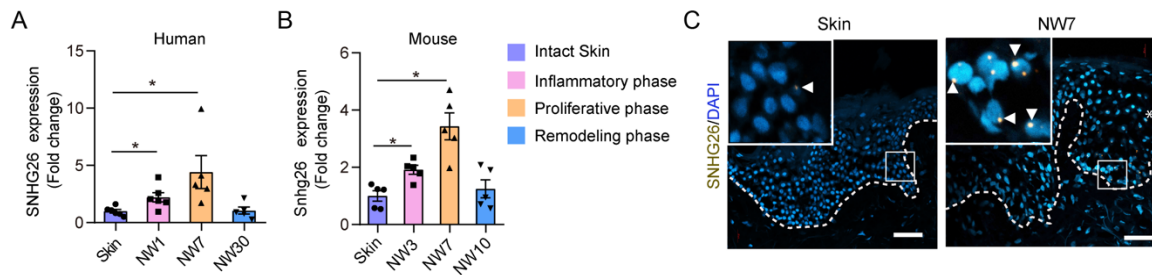 A
Human
SNHG26 expression
(Fold change)
15
10
5
0
*
*
Skin
NW1
NW7
NW30
B
Mouse
Snhg26 expression
(Fold change)
6
4
2
0
*
*
Skin
NW3
NW7
NW10
Intact Skin
Inflammatory phase
Proliferative phase
Remodeling phase
C
Skin
NW7
SNHG26/DAPI
*